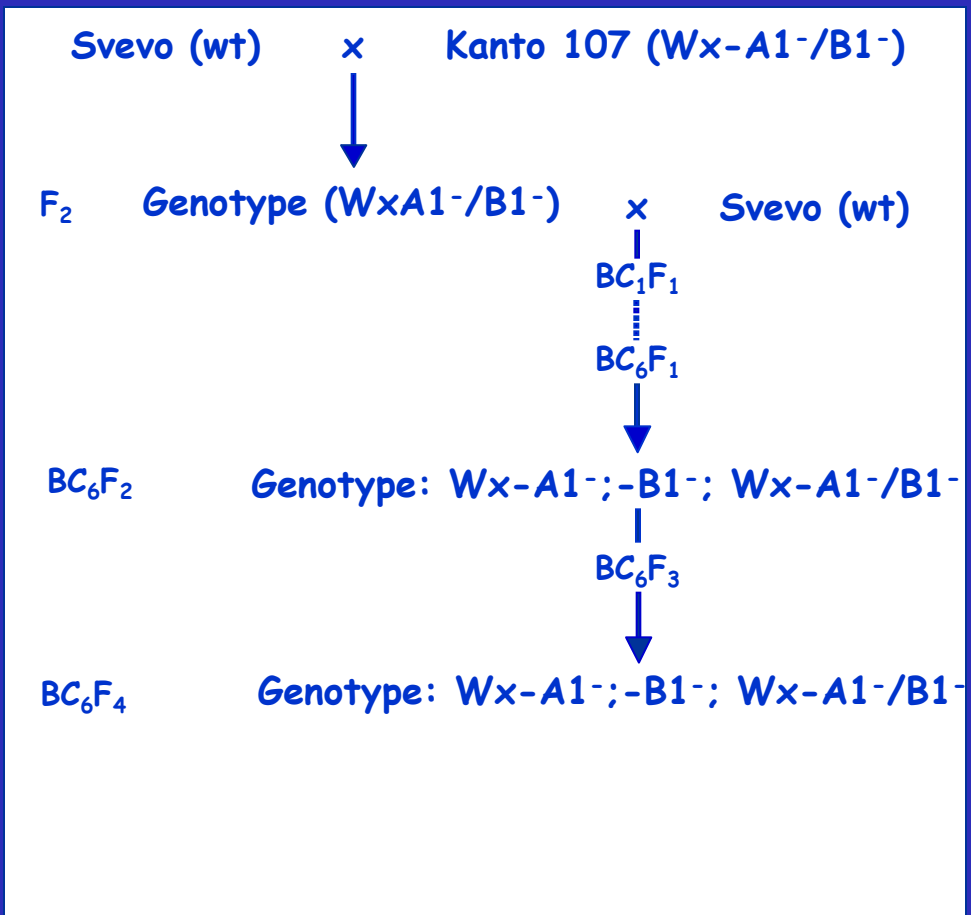 Svevo (wt) x Kanto 107 (Wx-A1⁻/B1⁻)
F₂ Genotype (WxA1⁻/B1⁻) x Svevo (wt)
BC₁F₁
BC₆F₁
BC₆F₂ Genotype: Wx-A1⁻;-B1⁻; Wx-A1⁻/B1⁻
BC₆F₃
BC₆F₄ Genotype: Wx-A1⁻;-B1⁻; Wx-A1⁻/B1⁻